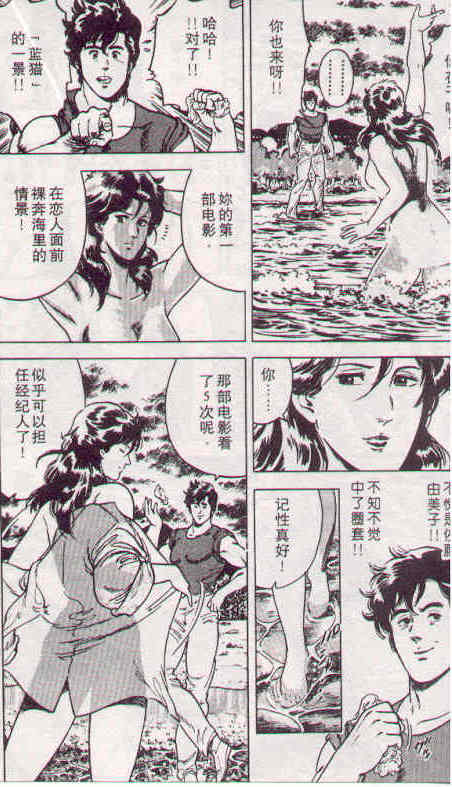 你也来呀!!
…………
哈哈!
!!对了!!
“蓝猫”
的一景!!
妳的第一
部电影。
在恋人面前
裸奔海里的
情景!
你……
由美子!!
不知不觉
中了圈套!!
记性真好!
那部电影看
了5次呢。
似乎可以担
任经纪人了!